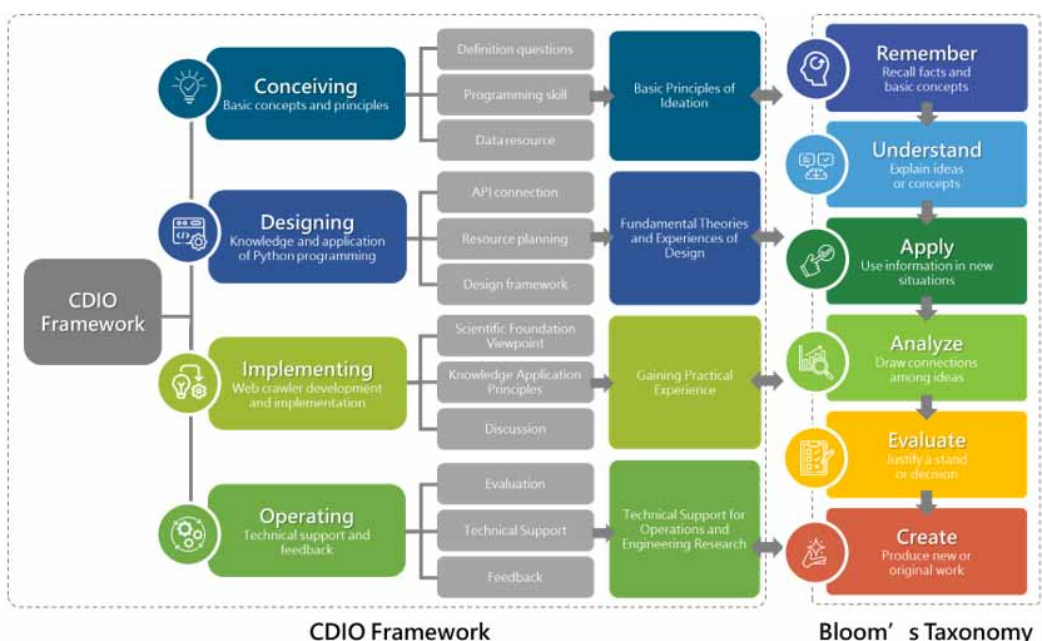 CDIO
Framework
Conceiving
Basic concepts and principles
Definition questions
Programming skill
Data resource
Basic Principles of
Ideation
Designing
Knowledge and application
of Python programming
API connection
Resource planning
Design framework
Fundamental Theories
and Experiences of
Design
Implementing
Web crawler development
and implementation
Scientific Foundation
Viewpoint
Knowledge Application
Principles
Discussion
Gaining Practical
Experience
Operating
Technical support and
feedback
Evaluation
Technical Support
Feedback
Technical Support for
Operations and
Engineering Research
CDIO Framework
Remember
Recall facts and
basic concepts
Understand
Explain ideas
or concepts
Apply
Use information in new
situations
Analyze
Draw connections
among ideas
Evaluate
Justify a stand
or decision
Create
Produce new or
original work
Bloom’s Taxonomy